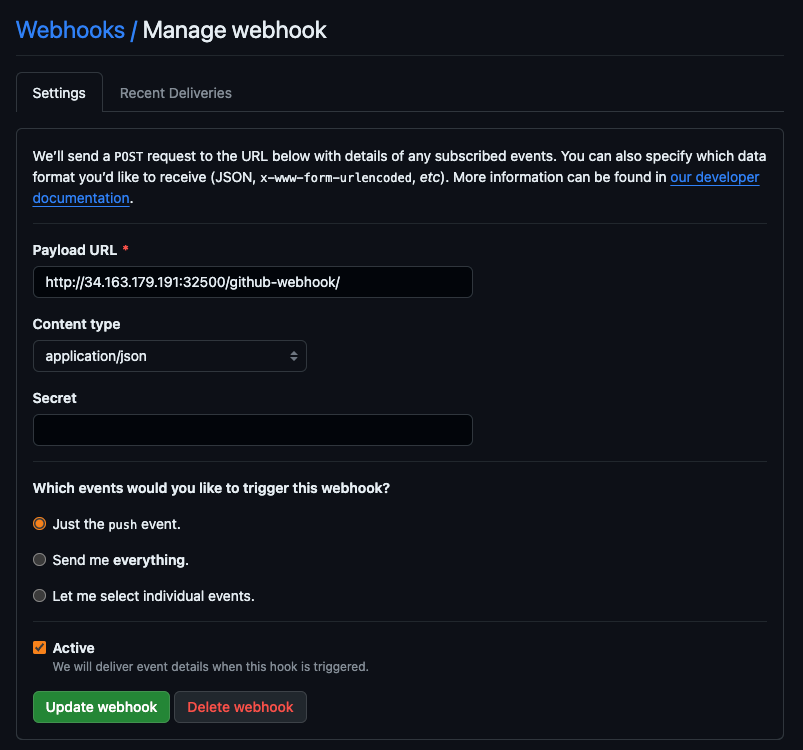 Webhooks / Manage webhook
Settings
Recent Deliveries
We’ll send a POST request to the URL below with details of any subscribed events. You can also specify which data
format you’d like to receive (JSON, x-www-form-urlencoded, etc). More information can be found in our developer
documentation.
Payload URL *
http://34.163.179.191:32500/github-webhook/
Content type
application/json
Secret
Which events would you like to trigger this webhook?
Just the push event.
Send me everything.
Let me select individual events.
Active
We will deliver event details when this hook is triggered.
Update webhook
Delete webhook